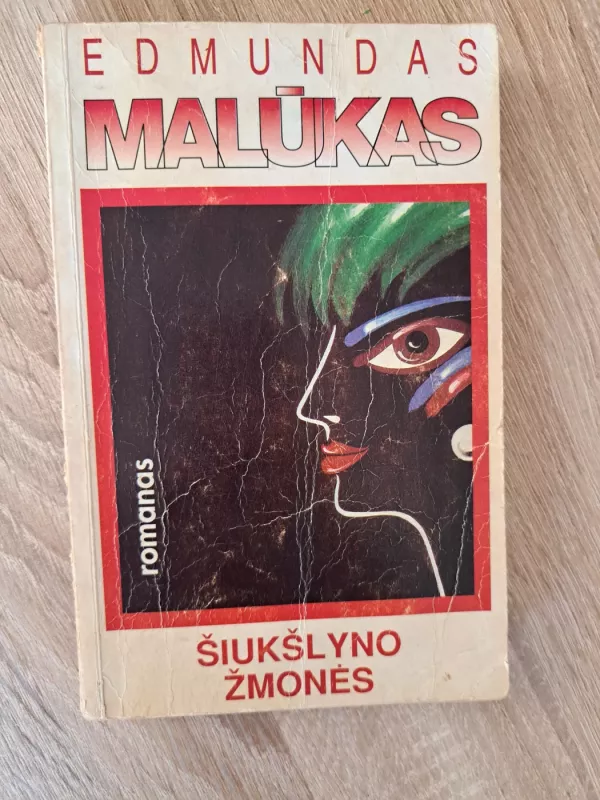 EDMUNDAS
MALŪKAS
romanas
ŠIUKŠLYNO
ŽMONĖS